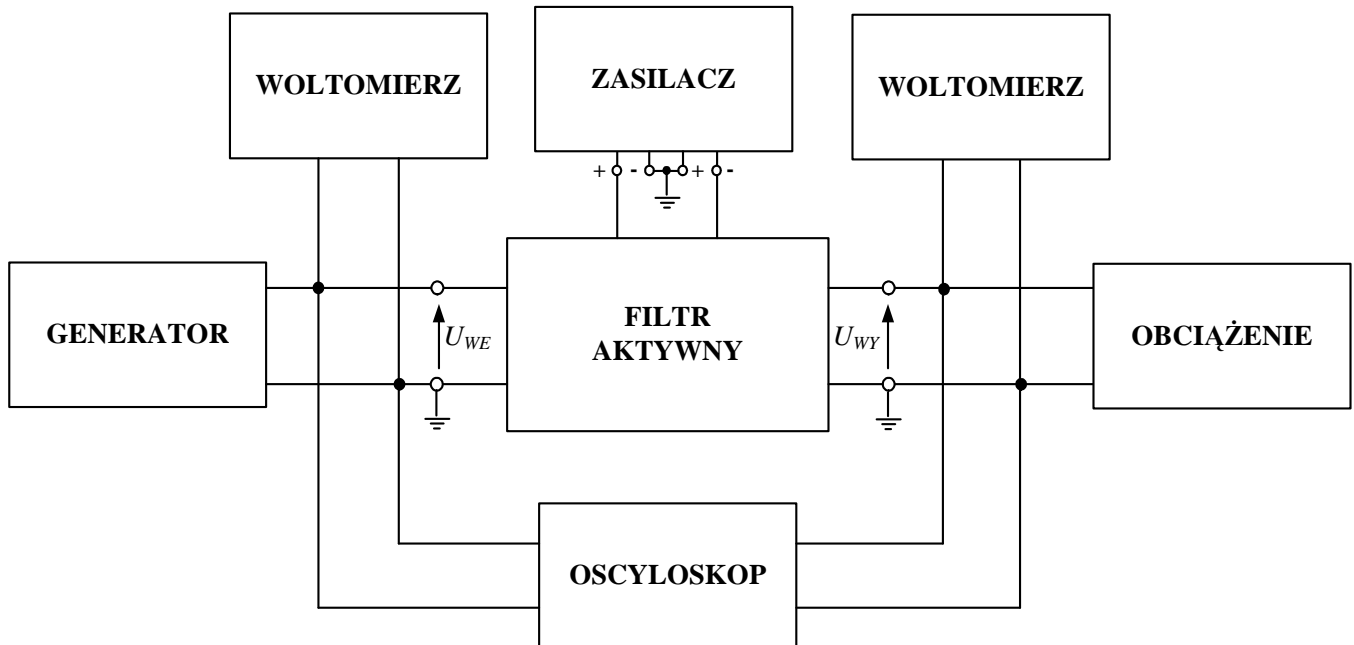 WOLTOMIERZ
ZASILACZ
WOLTOMIERZ
+ - + -
GENERATOR
U_WE
FILTR
AKTYWNY
U_WY
OBCIĄŻENIE
OSCYLOSKOP